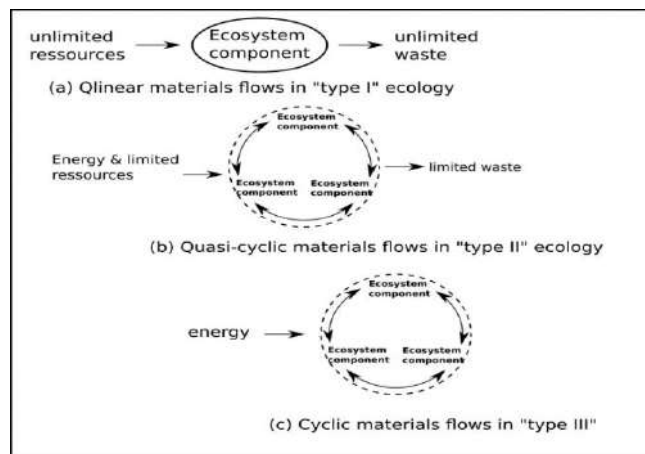 unlimited ressources
Ecosystem component
unlimited waste
(a) Qlinear materials flows in "type I" ecology
Ecosystem component
Energy & limited ressources
limited waste
Ecosystem component
Ecosystem component
(b) Quasi-cyclic materials flows in "type II" ecology
Ecosystem component
energy
Ecosystem component
Ecosystem component
(c) Cyclic materials flows in "type III"